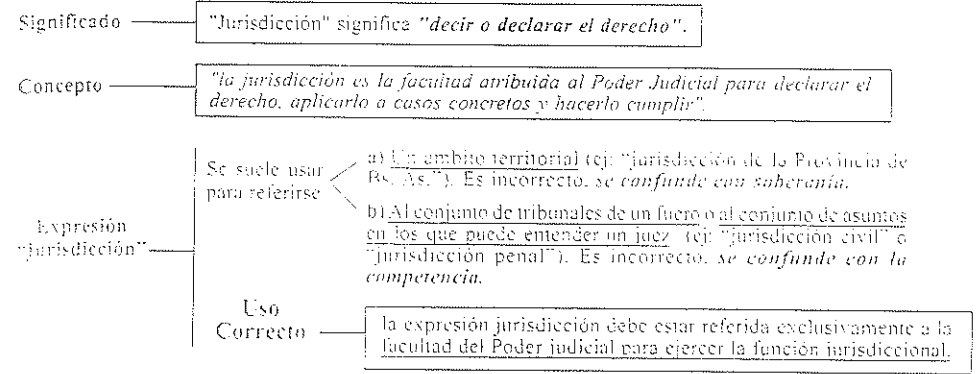 Significado
"Jurisdicción" significa "decir o declarar el derecho".
Concepto
"la jurisdicción es la facultad atribuida al Poder Judicial para declarar el
derecho, aplicarlo a casos concretos y hacerlo cumplir".
Expresión
"jurisdicción"
Se suele usar
para referirse
a) Un ambito territorial (ej: "jurisdicción de la Provincia de
Bs. As."). Es incorrecto, se confunde con soberanía.
b) Al conjunto de tribunales de un fuero o al conjunto de asuntos
en los que puede entender un juez (ej: "jurisdicción civil" o
"jurisdicción penal"). Es incorrecto, se confunde con la
competencia.
Uso
Correcto
la expresión jurisdicción debe estar referida exclusivamente a la
facultad del Poder judicial para ejercer la función jurisdiccional.